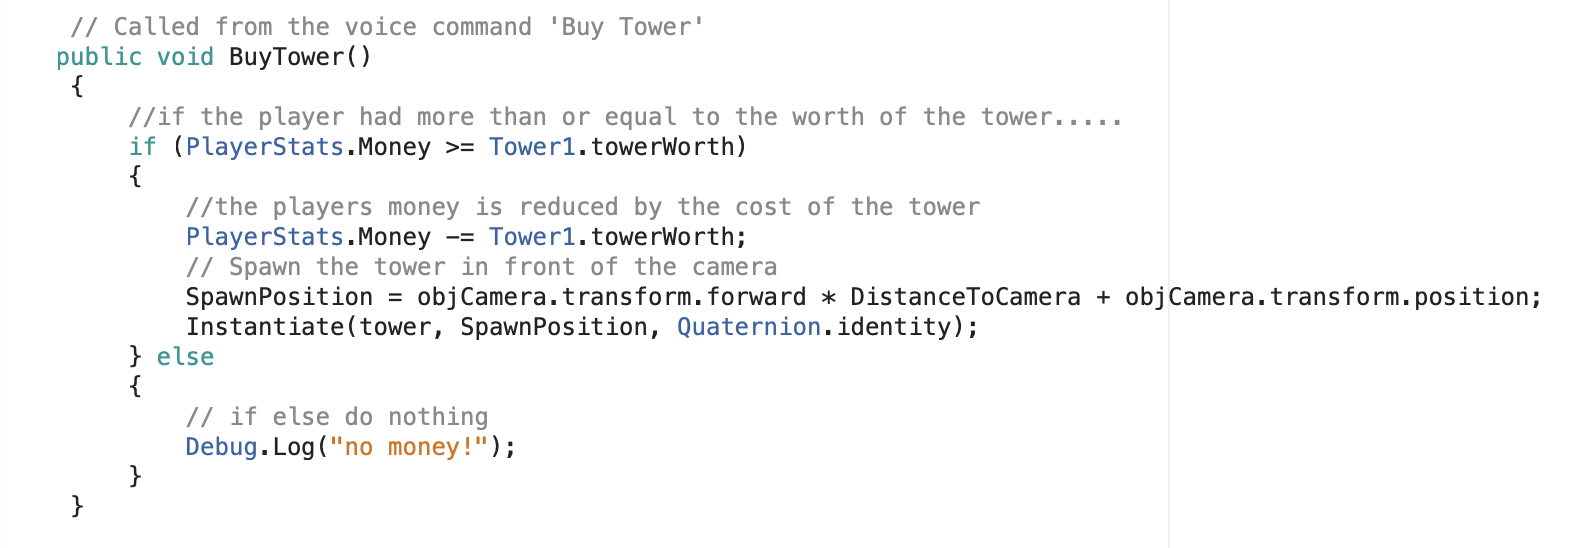 // Called from the voice command 'Buy Tower'
public void BuyTower()
{
//if the player had more than or equal to the worth of the tower.....
if (PlayerStats.Money >= Tower1.towerWorth)
{
//the players money is reduced by the cost of the tower
PlayerStats.Money -= Tower1.towerWorth;
// Spawn the tower in front of the camera
SpawnPosition = objCamera.transform.forward * DistanceToCamera + objCamera.transform.position;
Instantiate(tower, SpawnPosition, Quaternion.identity);
} else
{
// if else do nothing
Debug.Log("no money!");
}
}